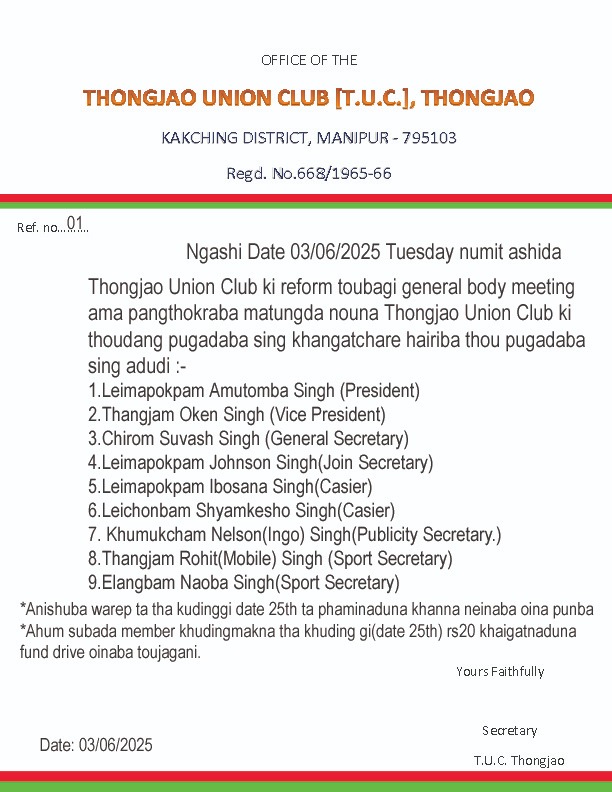 OFFICE OF THE
THONGJAO UNION CLUB [T.U.C.], THONGJAO
KAKCHING DISTRICT, MANIPUR - 795103
Regd. No.668/1965-66
Ref. no....01....
Ngashi Date 03/06/2025 Tuesday numit ashida
Thongjao Union Club ki reform toubagi general body meeting
ama pangthokraba matungda nouna Thongjao Union Club ki
thoudang pugadaba sing khangatchare hairiba thou pugadaba
sing adudi :-
1.Leimapokpam Amutomba Singh (President)
2.Thangjam Oken Singh (Vice President)
3.Chirom Suvash Singh (General Secretary)
4.Leimapokpam Johnson Singh(Join Secretary)
5.Leimapokpam Ibosana Singh(Casier)
6.Leichonbam Shyamkesho Singh(Casier)
7. Khumukcham Nelson(Ingo) Singh(Publicity Secretary.)
8.Thangjam Rohit(Mobile) Singh (Sport Secretary)
9.Elangbam Naoba Singh(Sport Secretary)
*Anishuba warep ta tha kudinggi date 25th ta phaminaduna khanna neinaba oina punba
*Ahum subada member khudingmakna tha khuding gi(date 25th) rs20 khaigatnaduna
fund drive oinaba toujagani.
Yours Faithfully
Secretary
Date: 03/06/2025
T.U.C. Thongjao